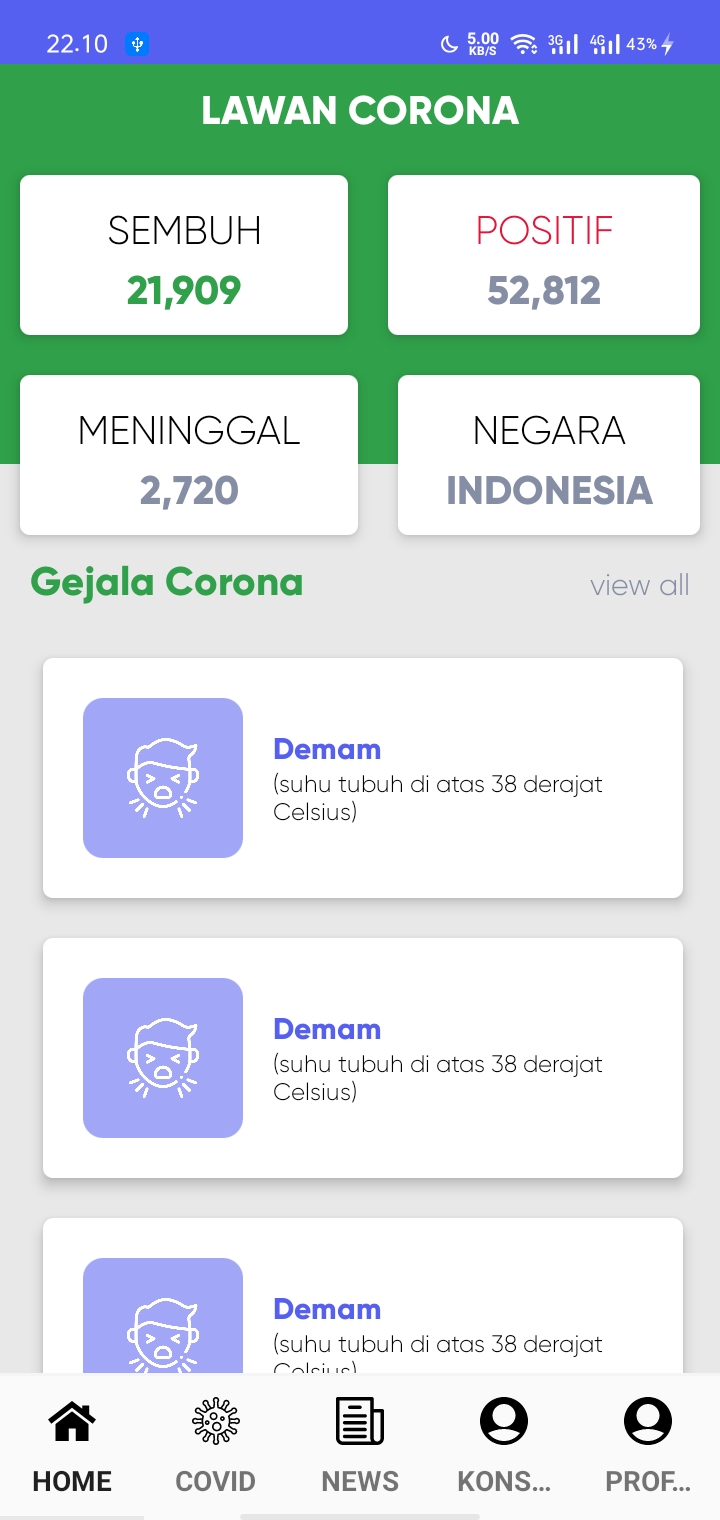 22.10 5.00 KB/S 3G 4G 43%
LAWAN CORONA
SEMBUH
21,909
POSITIF
52,812
MENINGGAL
2,720
NEGARA
INDONESIA
Gejala Corona
view all
Demam
(suhu tubuh di atas 38 derajat
Celsius)
Demam
(suhu tubuh di atas 38 derajat
Celsius)
Demam
(suhu tubuh di atas 38 derajat
Celsius)
HOME
COVID
NEWS
KONS...
PROF...